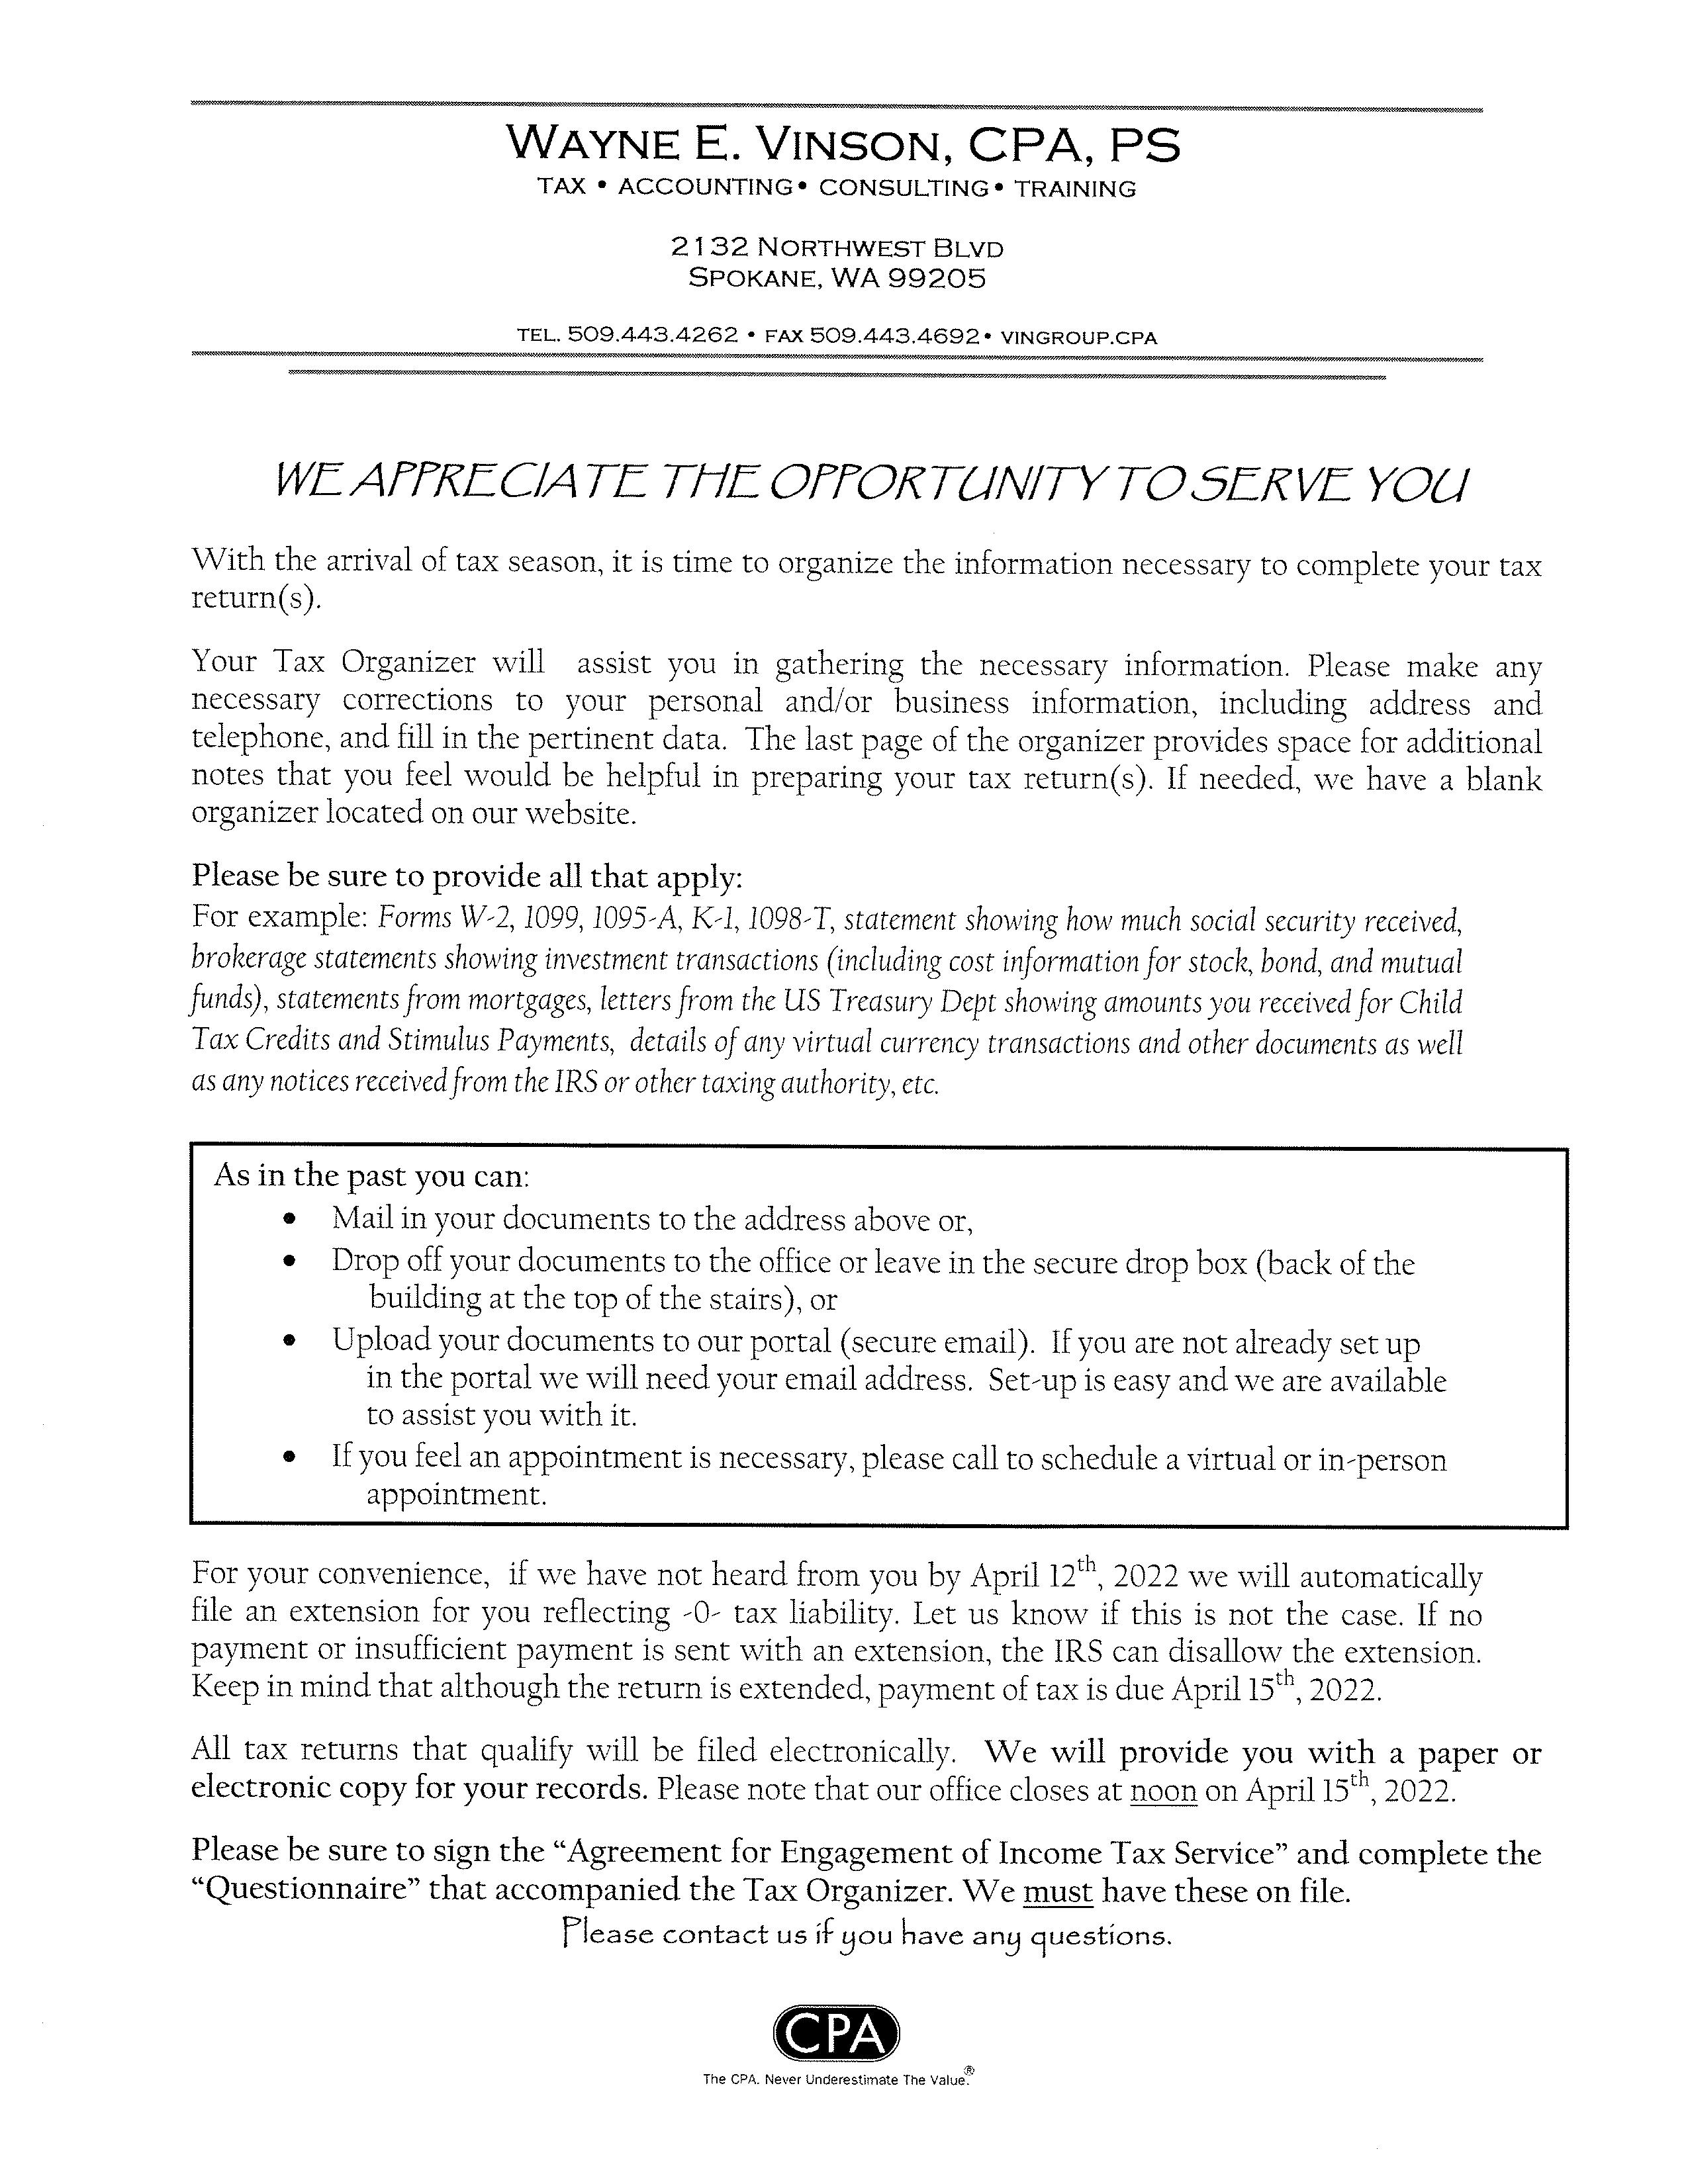 WAYNE E. VINSON, CPA, PS
TAX • ACCOUNTING • CONSULTING • TRAINING
2132 NORTHWEST BLVD
SPOKANE, WA 99205
TEL. 509.443.4262 • FAX 509.443.4692 • VINGROUP.CPA
WE APPRECIATE THE OPPORTUNITY TO SERVE YOU
With the arrival of tax season, it is time to organize the information necessary to complete your tax
return(s).
Your Tax Organizer will assist you in gathering the necessary information. Please make any
necessary corrections to your personal and/or business information, including address and
telephone, and fill in the pertinent data. The last page of the organizer provides space for additional
notes that you feel would be helpful in preparing your tax return(s). If needed, we have a blank
organizer located on our website.
Please be sure to provide all that apply:
For example: Forms W-2, 1099, 1095-A, K-1, 1098-T, statement showing how much social security received,
brokerage statements showing investment transactions (including cost information for stock, bond, and mutual
funds), statements from mortgages, letters from the US Treasury Dept showing amounts you received for Child
Tax Credits and Stimulus Payments, details of any virtual currency transactions and other documents as well
as any notices received from the IRS or other taxing authority, etc.
As in the past you can:
• Mail in your documents to the address above or,
• Drop off your documents to the office or leave in the secure drop box (back of the
building at the top of the stairs), or
• Upload your documents to our portal (secure email). If you are not already set up
in the portal we will need your email address. Set-up is easy and we are available
to assist you with it.
• If you feel an appointment is necessary, please call to schedule a virtual or in-person
appointment.
For your convenience, if we have not heard from you by April 12th, 2022 we will automatically
file an extension for you reflecting -0- tax liability. Let us know if this is not the case. If no
payment or insufficient payment is sent with an extension, the IRS can disallow the extension.
Keep in mind that although the return is extended, payment of tax is due April 15th, 2022.
All tax returns that qualify will be filed electronically. We will provide you with a paper or
electronic copy for your records. Please note that our office closes at noon on April 15th, 2022.
Please be sure to sign the “Agreement for Engagement of Income Tax Service” and complete the
“Questionnaire” that accompanied the Tax Organizer. We must have these on file.
Please contact us if you have any questions.
CPA
The CPA. Never Underestimate The Value.®